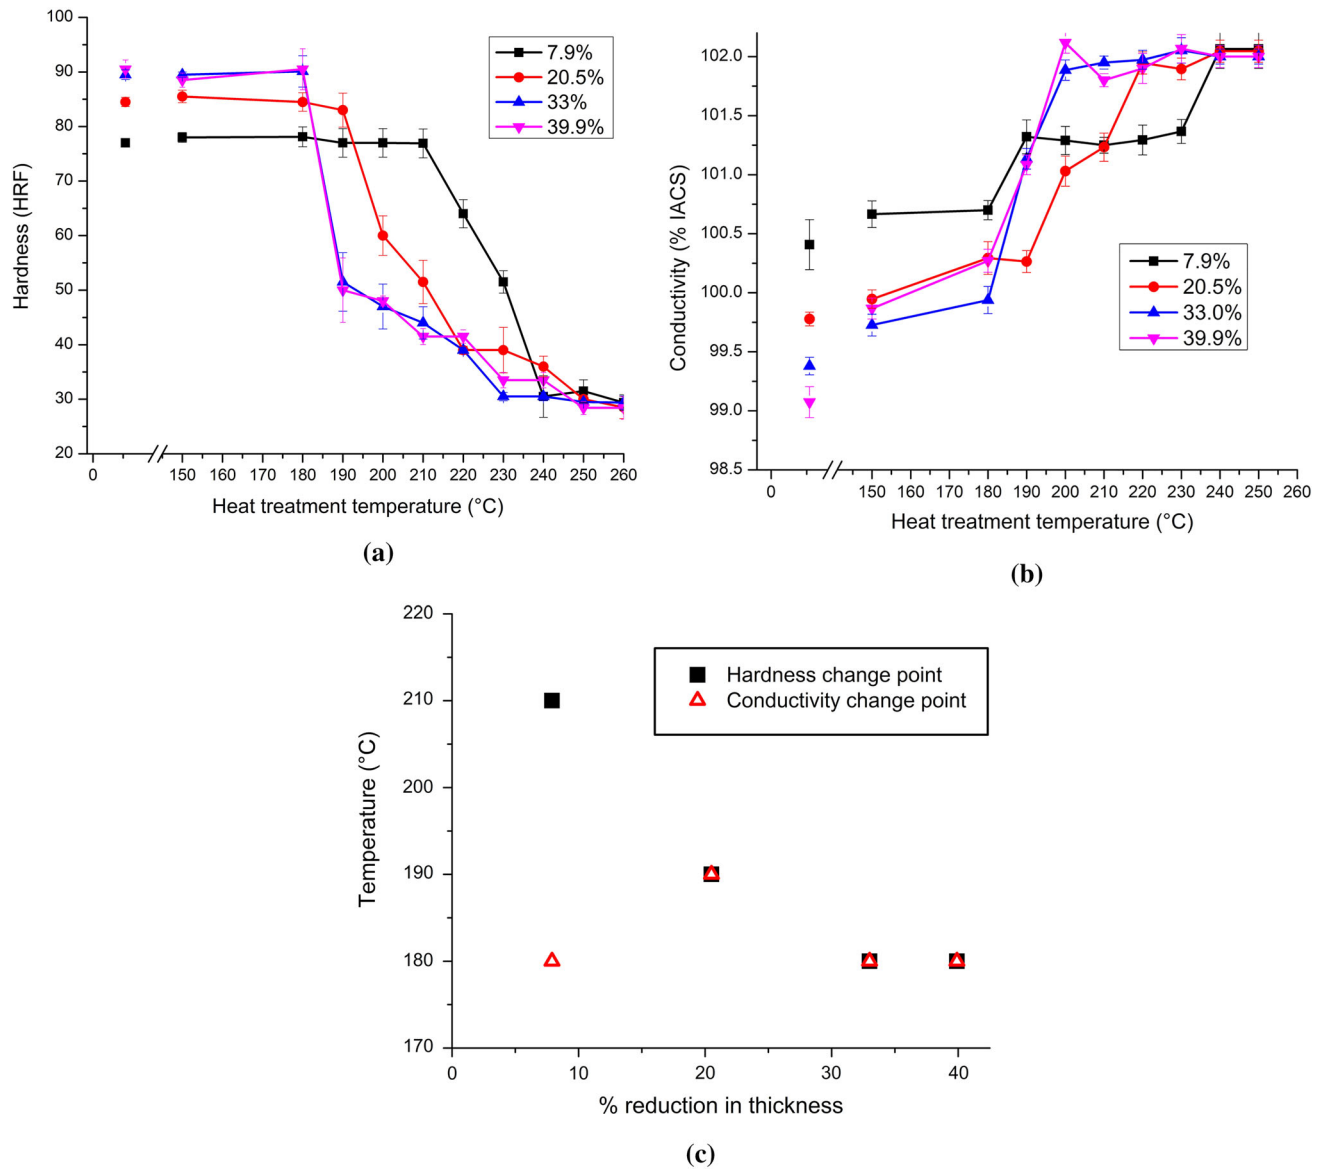 100
90
80
70
60
50
40
30
20
Hardness (HRF)
7.9%
20.5%
33%
39.9%
0 150 160 170 180 190 200 210 220 230 240 250 260
Heat treatment temperature (°C)
(a)
102.0
101.5
101.0
100.5
100.0
99.5
99.0
98.5
Conductivity (% IACS)
7.9%
20.5%
33.0%
39.9%
0 150 160 170 180 190 200 210 220 230 240 250 260
Heat treatment temperature (°C)
(b)
220
210
200
190
180
170
Temperature (°C)
Hardness change point
Conductivity change point
0 10 20 30 40
% reduction in thickness
(c)